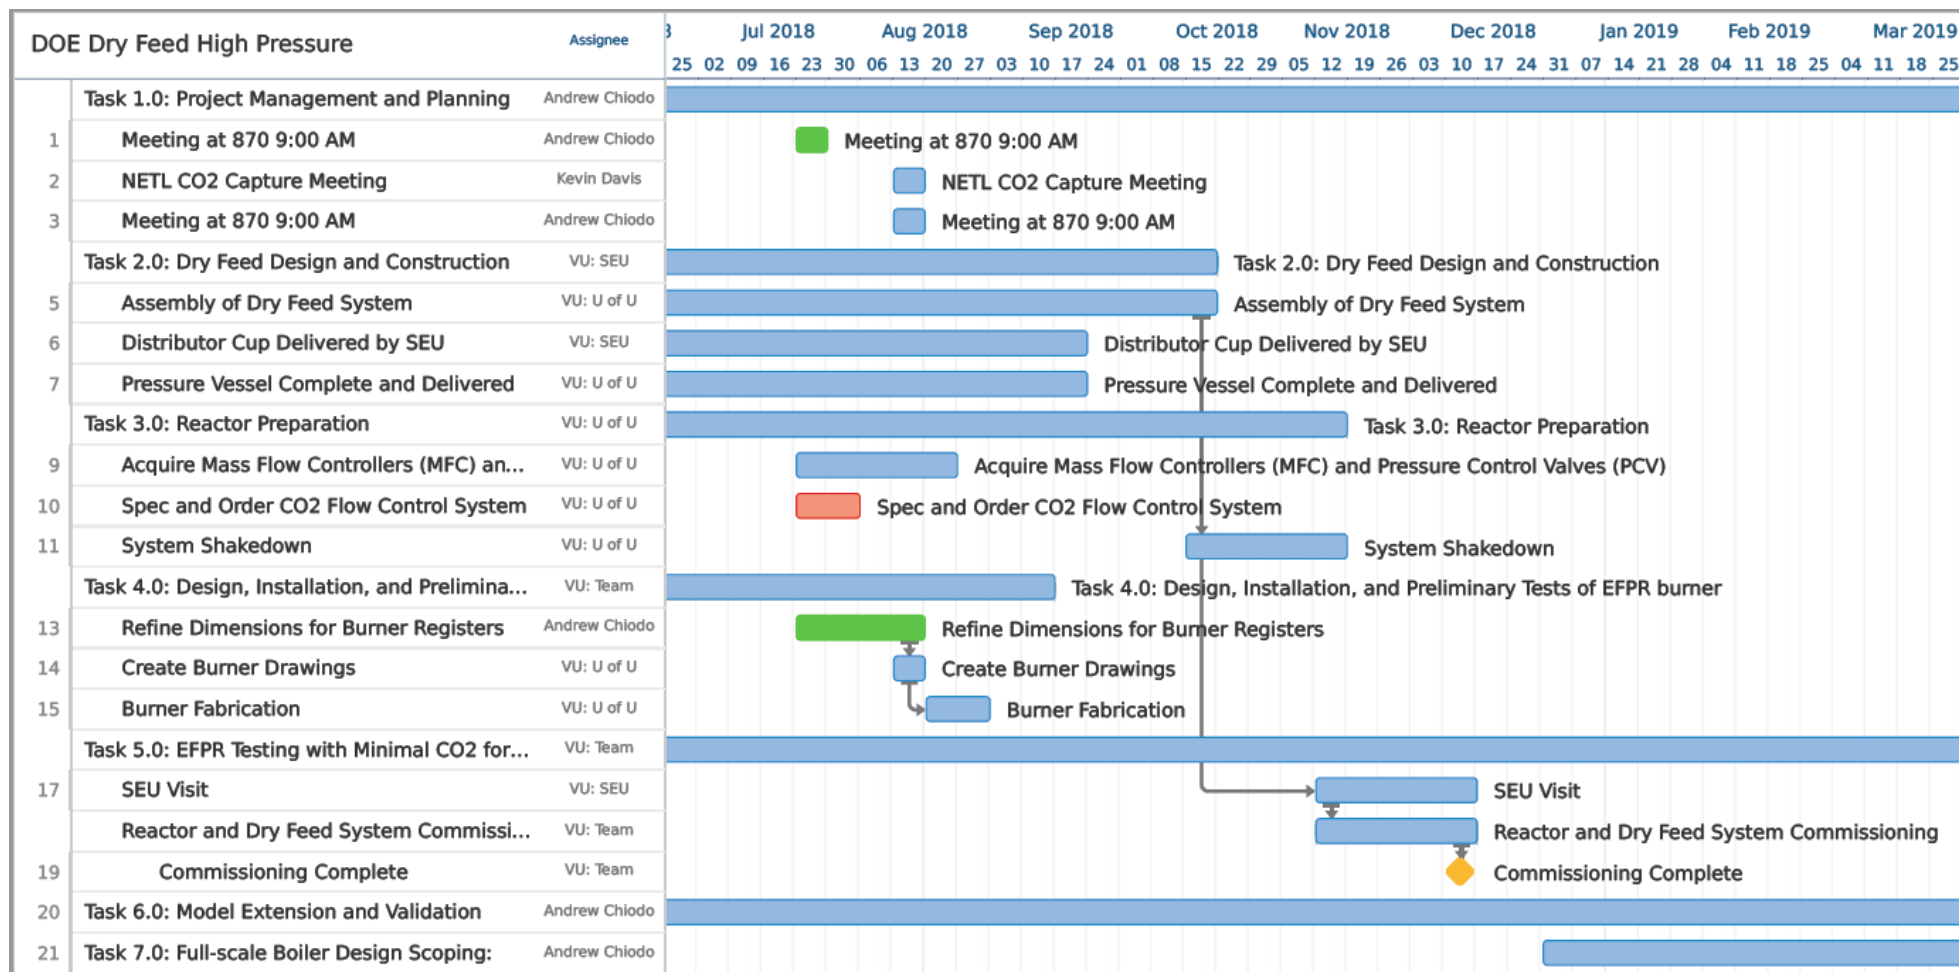 DOE Dry Feed High Pressure Assignee
Jul 2018 Aug 2018 Sep 2018 Oct 2018 Nov 2018 Dec 2018 Jan 2019 Feb 2019 Mar 2019
25 02 09 16 23 30 06 13 20 27 03 10 17 24 01 08 15 22 29 05 12 19 26 03 10 17 24 31 07 14 21 28 04 11 18 25 04 11 18 25
Task 1.0: Project Management and Planning Andrew Chiodo
1 Meeting at 870 9:00 AM Andrew Chiodo Meeting at 870 9:00 AM
2 NETL CO2 Capture Meeting Kevin Davis NETL CO2 Capture Meeting
3 Meeting at 870 9:00 AM Andrew Chiodo Meeting at 870 9:00 AM
Task 2.0: Dry Feed Design and Construction VU: SEU Task 2.0: Dry Feed Design and Construction
5 Assembly of Dry Feed System VU: U of U Assembly of Dry Feed System
6 Distributor Cup Delivered by SEU VU: SEU Distributor Cup Delivered by SEU
7 Pressure Vessel Complete and Delivered VU: U of U Pressure Vessel Complete and Delivered
Task 3.0: Reactor Preparation VU: U of U Task 3.0: Reactor Preparation
9 Acquire Mass Flow Controllers (MFC) an... VU: U of U Acquire Mass Flow Controllers (MFC) and Pressure Control Valves (PCV)
10 Spec and Order CO2 Flow Control System VU: U of U Spec and Order CO2 Flow Control System
11 System Shakedown VU: U of U System Shakedown
Task 4.0: Design, Installation, and Prelimina... VU: Team Task 4.0: Design, Installation, and Preliminary Tests of EFPR burner
13 Refine Dimensions for Burner Registers Andrew Chiodo Refine Dimensions for Burner Registers
14 Create Burner Drawings VU: U of U Create Burner Drawings
15 Burner Fabrication VU: U of U Burner Fabrication
Task 5.0: EFPR Testing with Minimal CO2 for... VU: Team
17 SEU Visit VU: SEU SEU Visit
Reactor and Dry Feed System Commissi... VU: Team Reactor and Dry Feed System Commissioning
19 Commissioning Complete VU: Team Commissioning Complete
20 Task 6.0: Model Extension and Validation Andrew Chiodo
21 Task 7.0: Full-scale Boiler Design Scoping: Andrew Chiodo